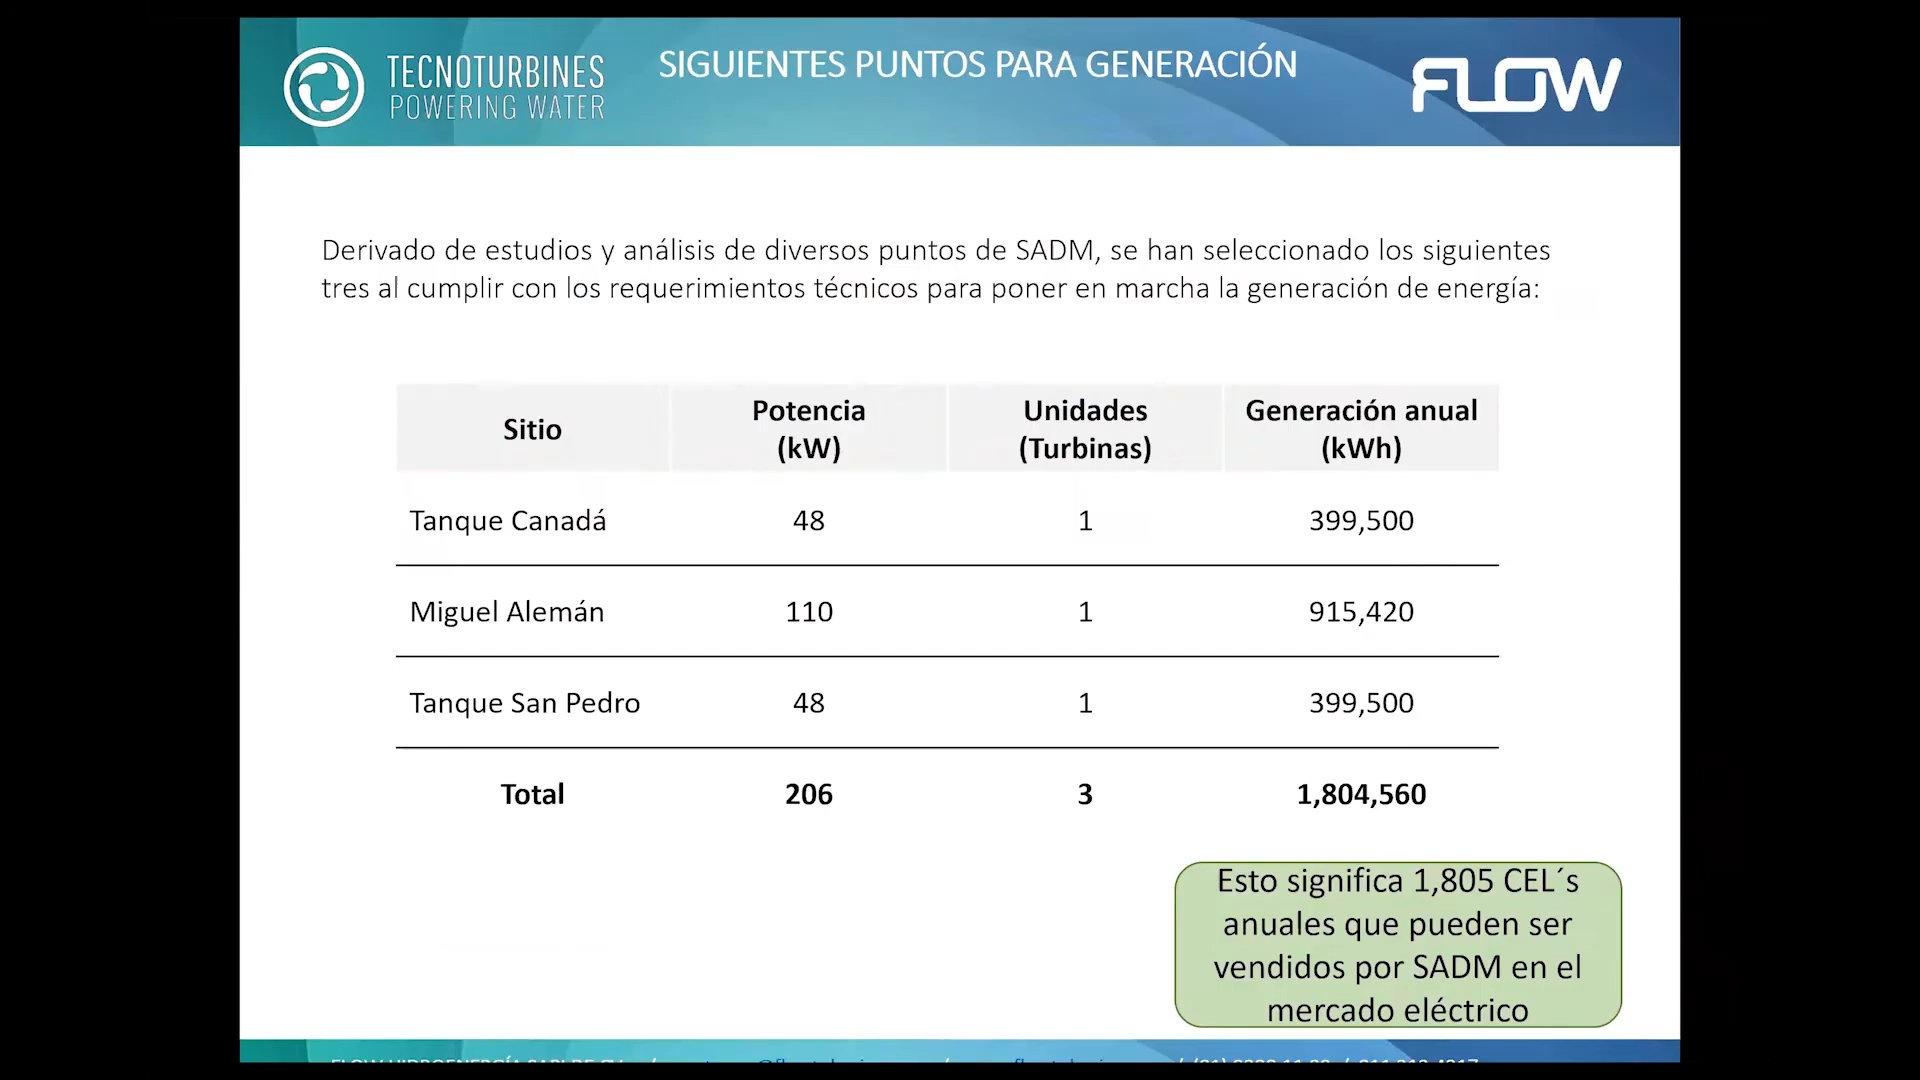 TECNOTURBINES
POWERING WATER
SIGUIENTES PUNTOS PARA GENERACIÓN
FLOW
Derivado de estudios y análisis de diversos puntos de SADM, se han seleccionado los siguientes
tres al cumplir con los requerimientos técnicos para poner en marcha la generación de energía:
Sitio Potencia (kW) Unidades (Turbinas) Generación anual (kWh)
Tanque Canadá 48 1 399,500
Miguel Alemán 110 1 915,420
Tanque San Pedro 48 1 399,500
Total 206 3 1,804,560
Esto significa 1,805 CEL´s
anuales que pueden ser
vendidos por SADM en el
mercado eléctrico